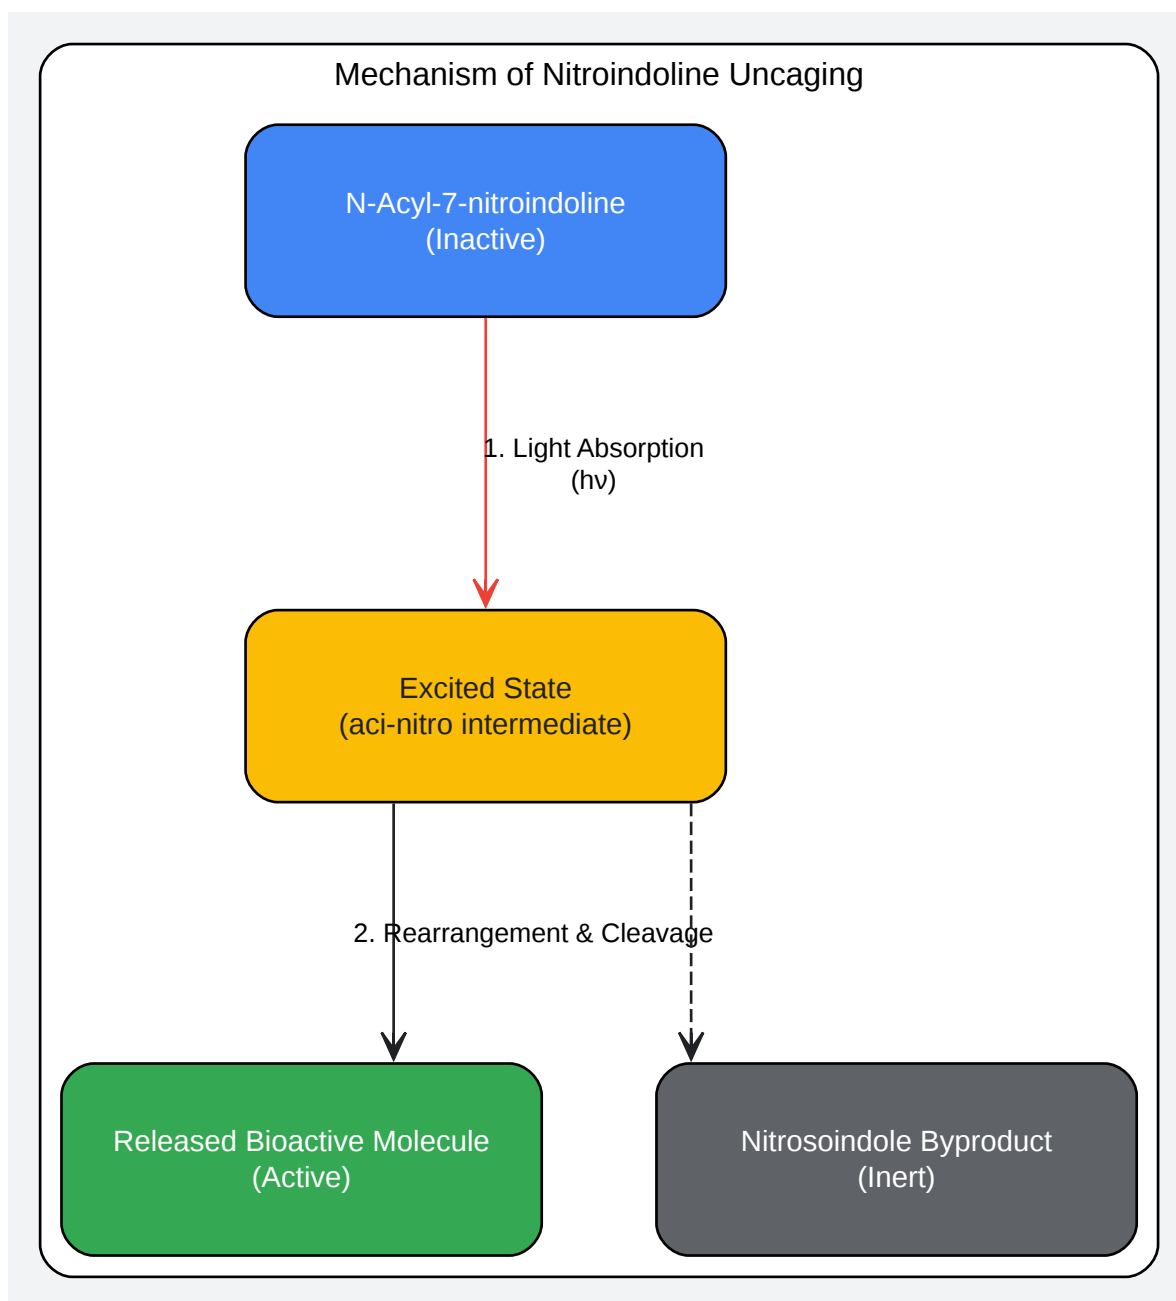 Mechanism of Nitroindoline Uncaging
N-Acyl-7-nitroindoline
(Inactive)
1. Light Absorption
(hν)
Excited State
(aci-nitro intermediate)
2. Rearrangement & Cleavage
Released Bioactive Molecule
(Active)
Nitrosoindole Byproduct
(Inert)